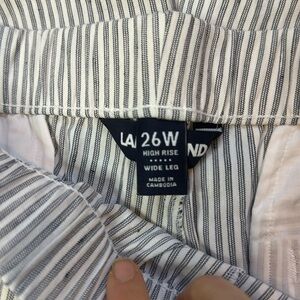 LA ND
26W
HIGH RISE
WIDE LEG
MADE IN
CAMBODIA